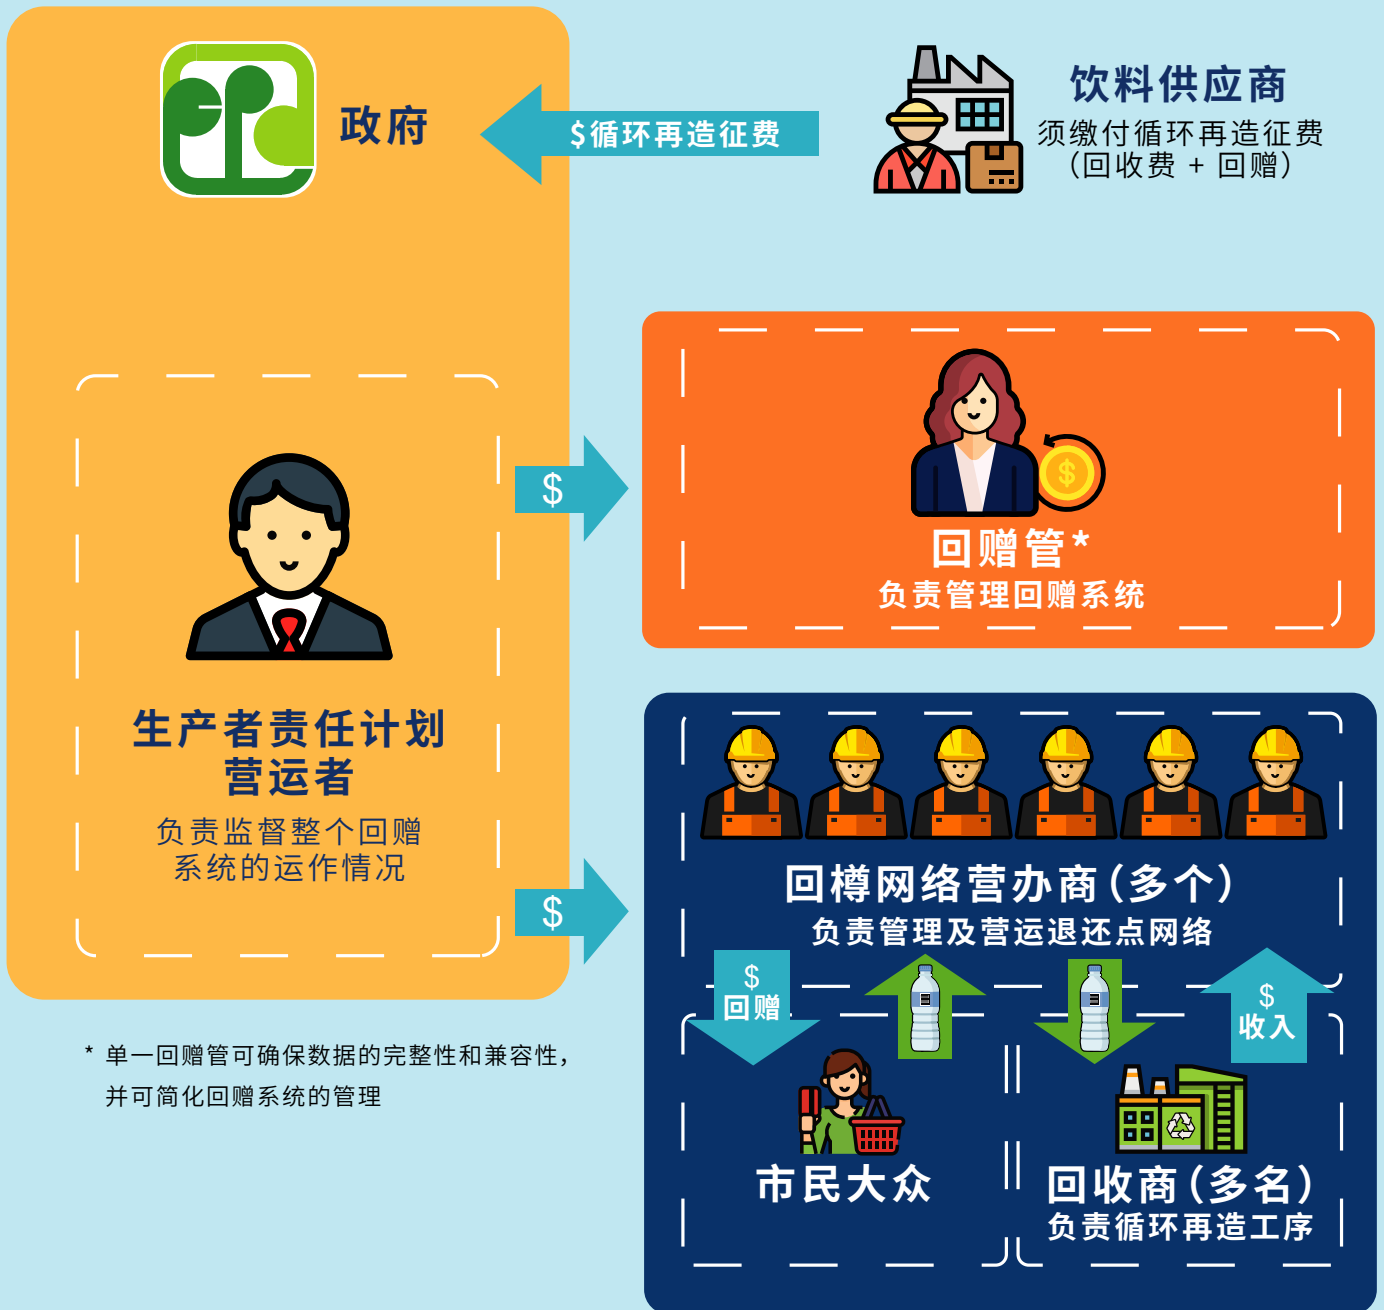 政府
$循环再造征费
饮料供应商
须缴付循环再造征费
（回收费 + 回赠）
$
回赠管*
负责管理回赠系统
生产者责任计划
营运者
负责监督整个回赠
系统的运作情况
$
回樽网络营办商（多个）
负责管理及营运退还点网络
$
回赠
$
收入
市民大众
回收商（多名）
负责循环再造工序
* 单一回赠管可确保数据的完整性和兼容性，
并可简化回赠系统的管理